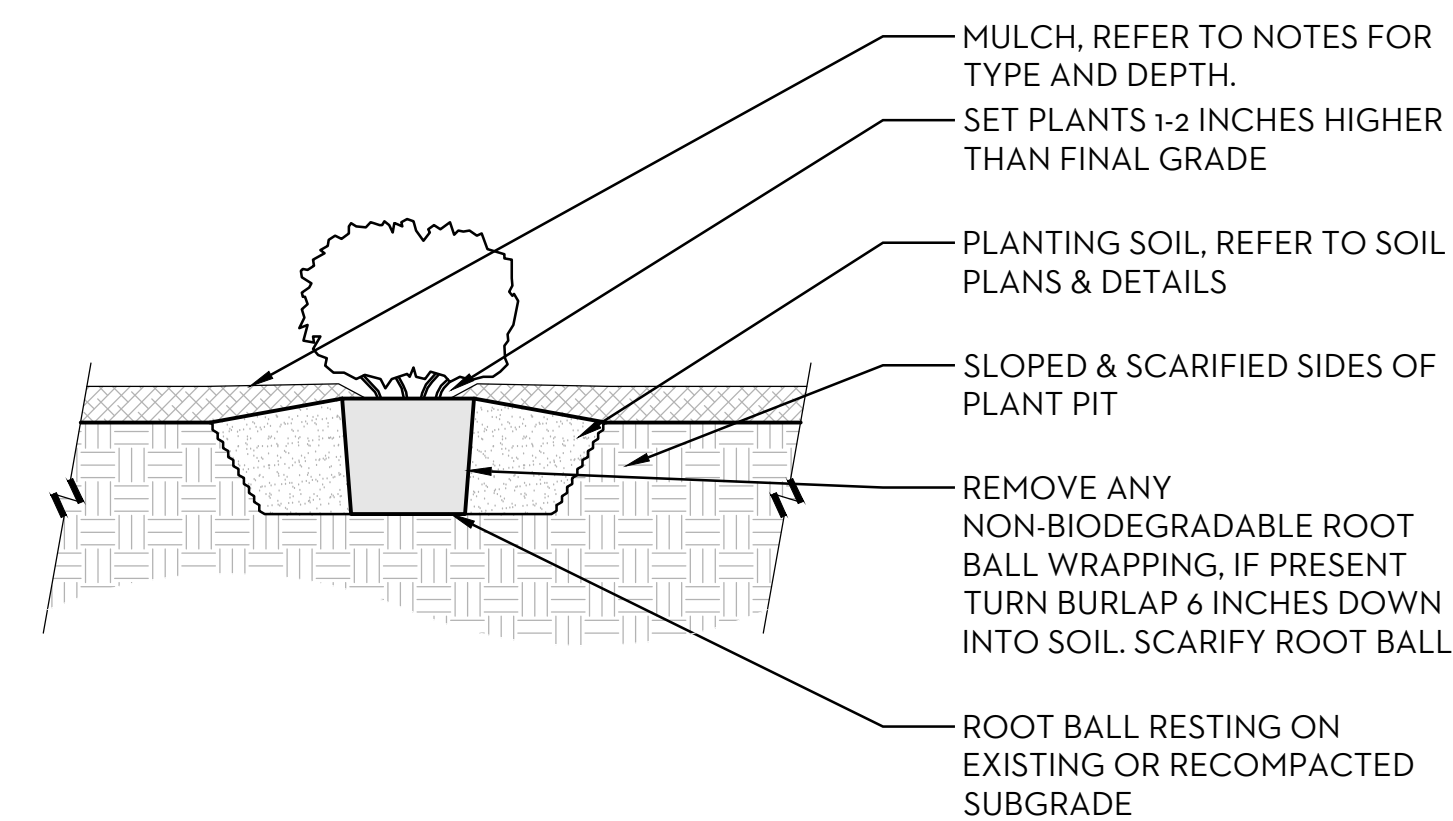 MULCH, REFER TO NOTES FOR
TYPE AND DEPTH.
SET PLANTS 1-2 INCHES HIGHER
THAN FINAL GRADE
PLANTING SOIL, REFER TO SOIL
PLANS & DETAILS
SLOPED & SCARIFIED SIDES OF
PLANT PIT
REMOVE ANY
NON-BIODEGRADABLE ROOT
BALL WRAPPING, IF PRESENT
TURN BURLAP 6 INCHES DOWN
INTO SOIL. SCARIFY ROOT BALL
ROOT BALL RESTING ON
EXISTING OR RECOMPACTED
SUBGRADE